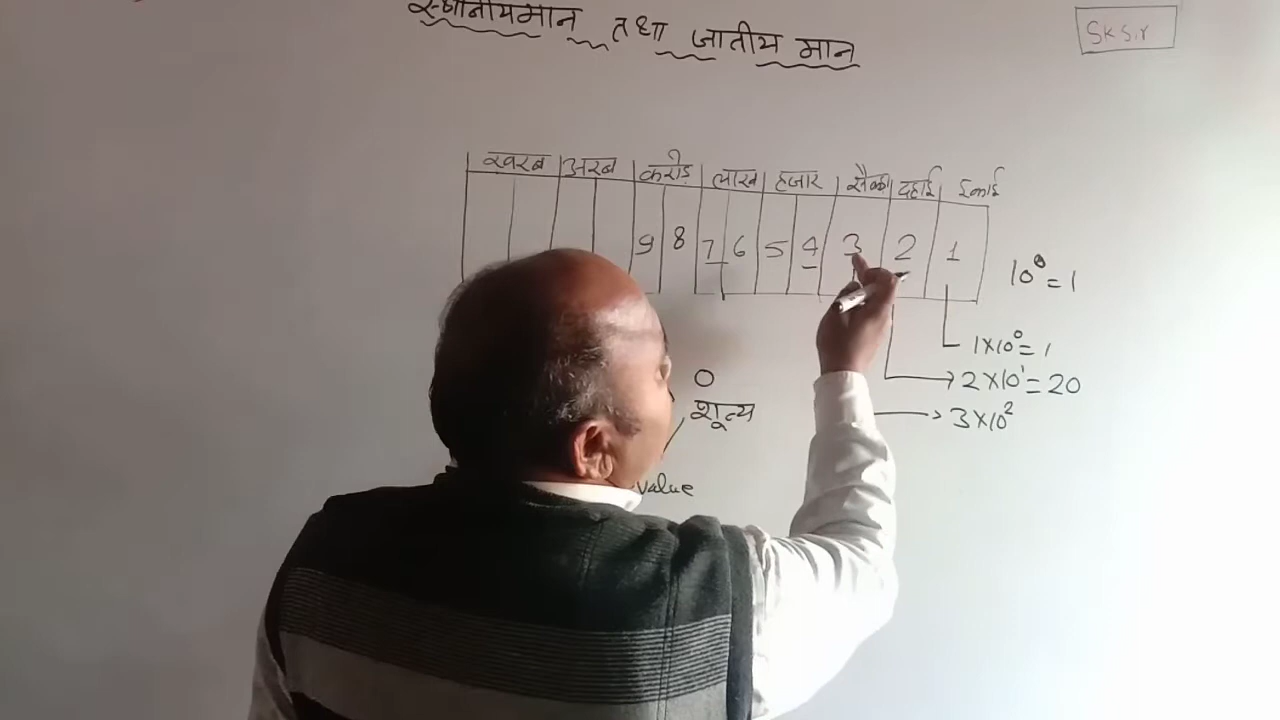 स्थानीयमान तथा जातीय मान
SK Sir
खरब अरब करोड़ लाख हजार सैकड़ा दहाई इकाई
9 8 7 6 5 4 3 2 1
10⁰ = 1
1×10⁰ = 1
0
2×10¹ = 20
शून्य
3×10²
value